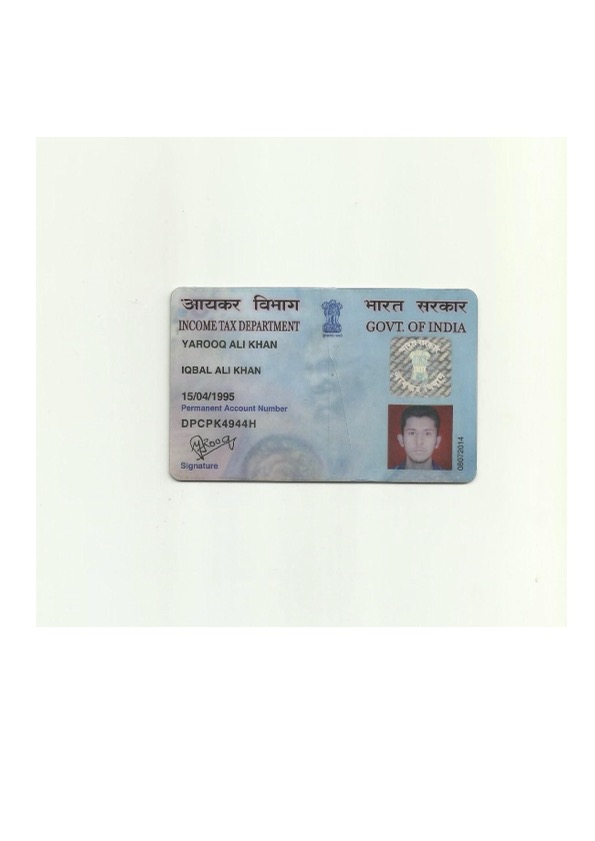 आयकर विभाग
INCOME TAX DEPARTMENT
भारत सरकार
GOVT. OF INDIA
YAROOQ ALI KHAN
IQBAL ALI KHAN
15/04/1995
Permanent Account Number
DPCPK4944H
Signature
08072014